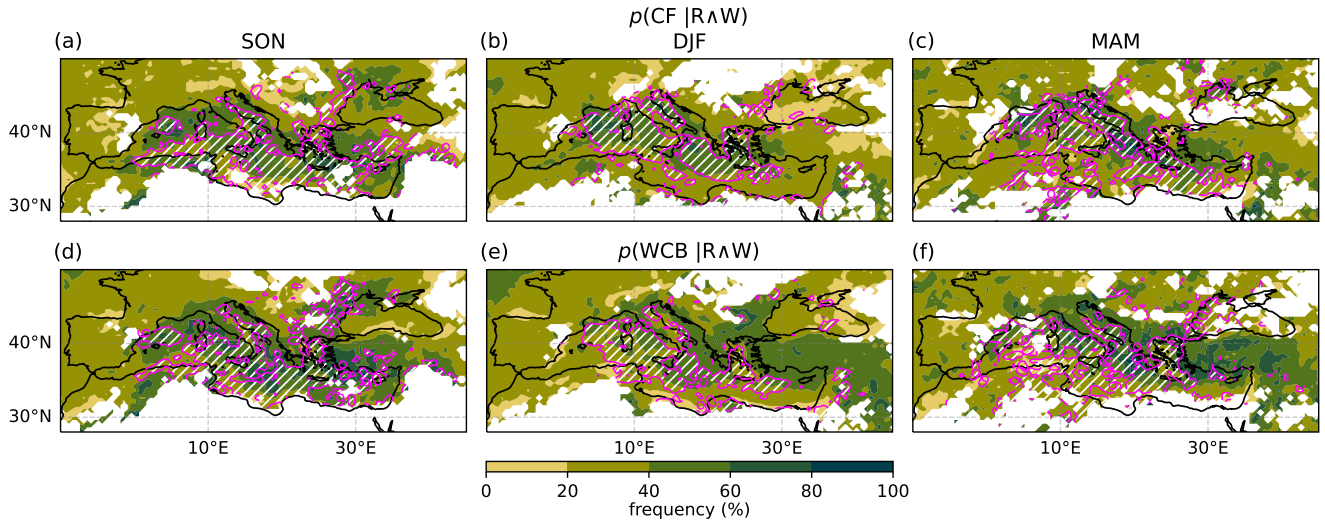 p(CF |R∧W)
(a) SON (b) DJF (c) MAM
40°N
30°N
(d) (e) p(WCB |R∧W) (f)
40°N
30°N
10°E 30°E 10°E 30°E 10°E 30°E
0 20 40 60 80 100
frequency (%)